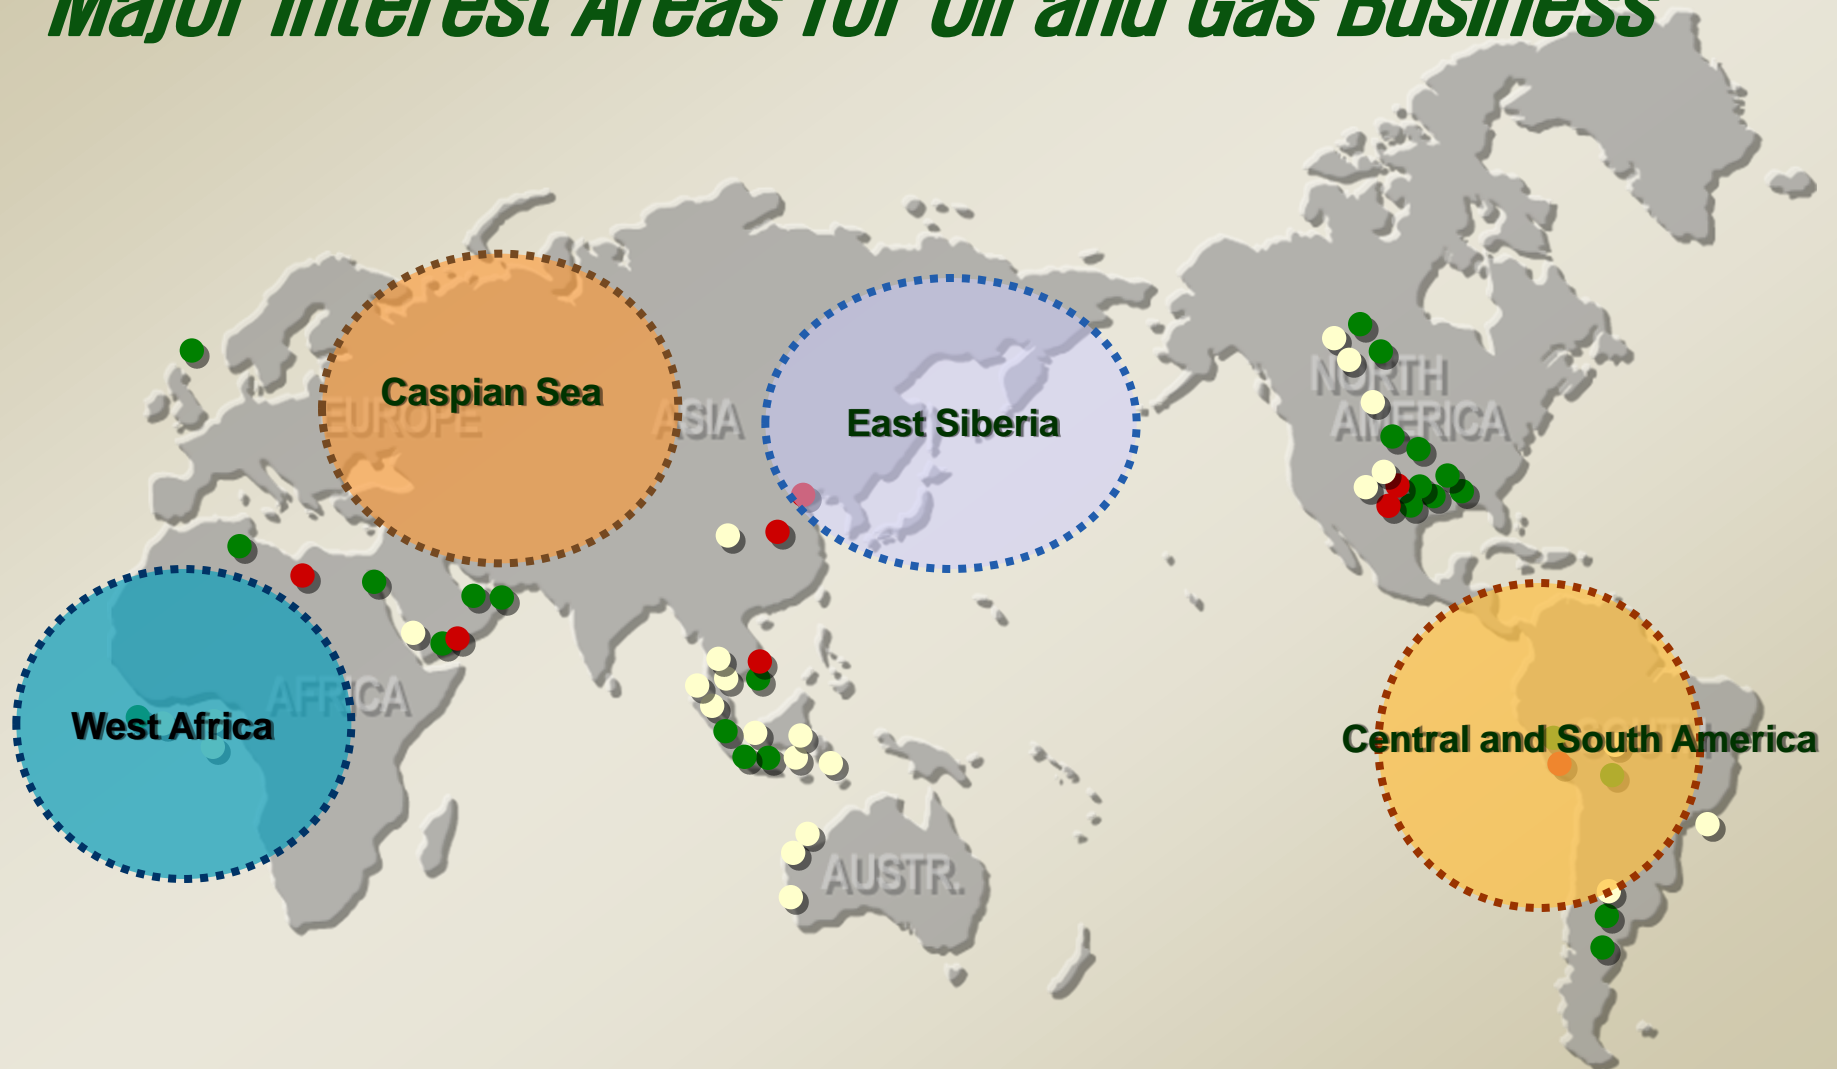 Major Interest Areas for Oil and Gas Business
Caspian Sea
EUROPE
ASIA
East Siberia
NORTH
AMERICA
AFRICA
West Africa
SOUTH
Central and South America
AUSTR.